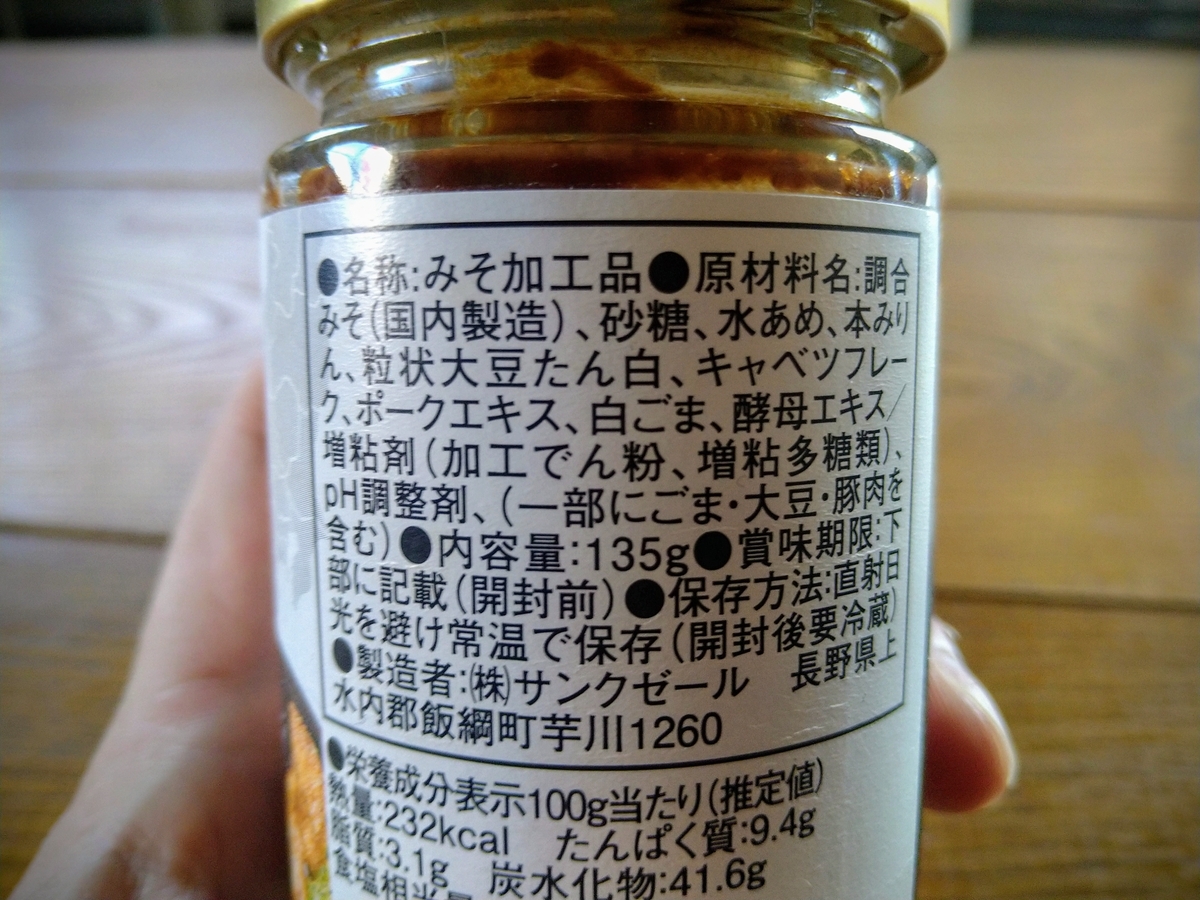 ●名称:みそ加工品●原材料名:調合
みそ(国内製造)、砂糖、水あめ、本みり
ん、粒状大豆たん白、キャベツフレー
ク、ポークエキス、白ごま、酵母エキス/
増粘剤(加工でん粉、増粘多糖類)、
pH調整剤、(一部にごま・大豆・豚肉を
含む)●内容量:135g●賞味期限:下
部に記載(開封前)●保存方法:直射日
光を避け常温で保存(開封後要冷蔵)
●製造者:㈱サンクゼール 長野県上
水内郡飯綱町芋川1260
●栄養成分表示100g当たり(推定値)
熱量:232kcal たんぱく質:9.4g
脂質:3.1g 炭水化物:41.6g
食塩相当量